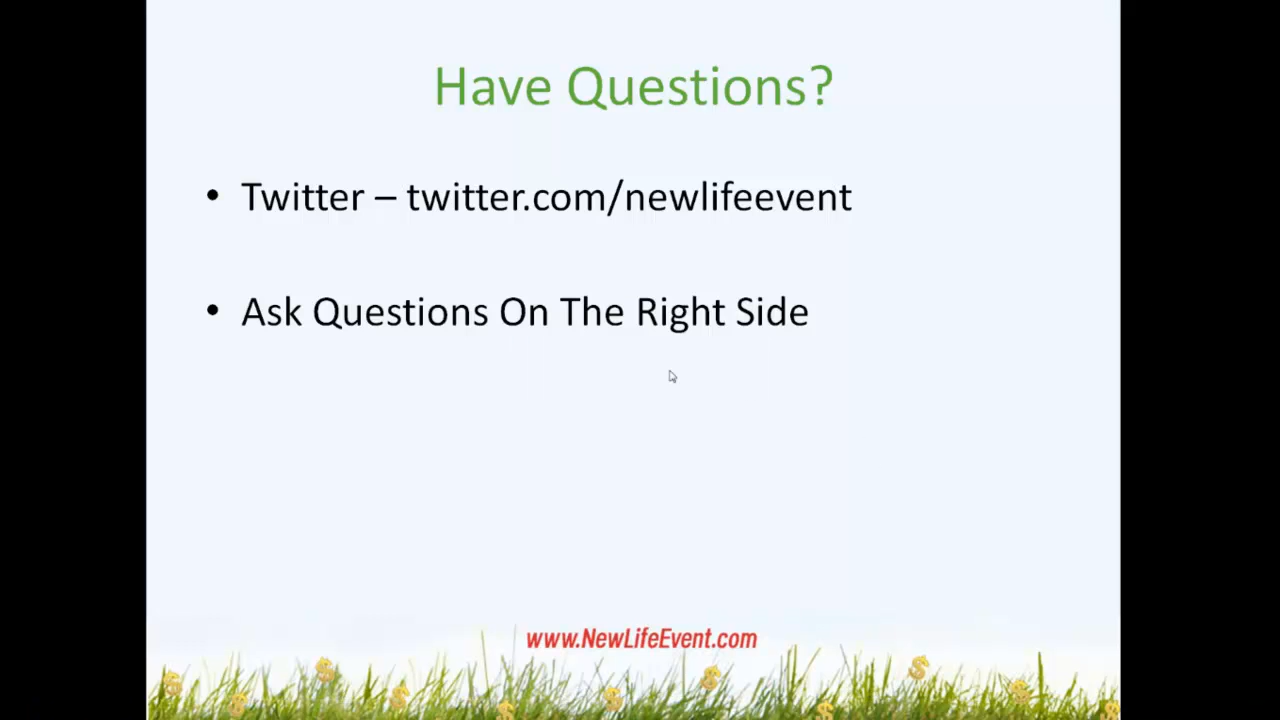 Have Questions?
• Twitter – twitter.com/newlifeevent
• Ask Questions On The Right Side
www.NewLifeEvent.com